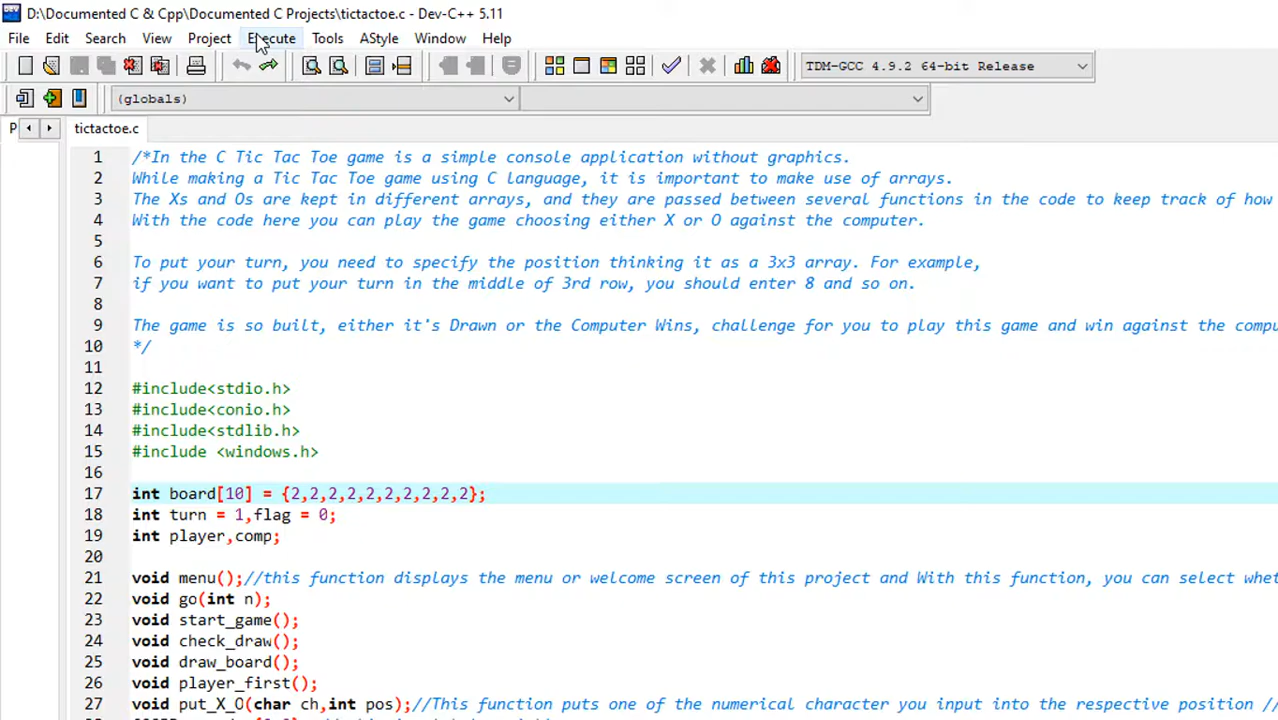 D:\Documented C & Cpp\Documented C Projects\tictactoe.c - Dev-C++ 5.11
File Edit Search View Project Execute Tools AStyle Window Help
TDM-GCC 4.9.2 64-bit Release
(globals)
P tictactoe.c
1 /*In the C Tic Tac Toe game is a simple console application without graphics.
2 While making a Tic Tac Toe game using C language, it is important to make use of arrays.
3 The Xs and Os are kept in different arrays, and they are passed between several functions in the code to keep track of how
4 With the code here you can play the game choosing either X or O against the computer.
5
6 To put your turn, you need to specify the position thinking it as a 3x3 array. For example,
7 if you want to put your turn in the middle of 3rd row, you should enter 8 and so on.
8
9 The game is so built, either it's Drawn or the Computer Wins, challenge for you to play this game and win against the compu
10 */
11
12 #include<stdio.h>
13 #include<conio.h>
14 #include<stdlib.h>
15 #include <windows.h>
16
17 int board[10] = {2,2,2,2,2,2,2,2,2,2};
18 int turn = 1,flag = 0;
19 int player,comp;
20
21 void menu();//this function displays the menu or welcome screen of this project and With this function, you can select whet
22 void go(int n);
23 void start_game();
24 void check_draw();
25 void draw_board();
26 void player_first();
27 void put_X_O(char ch,int pos);//This function puts one of the numerical character you input into the respective position //